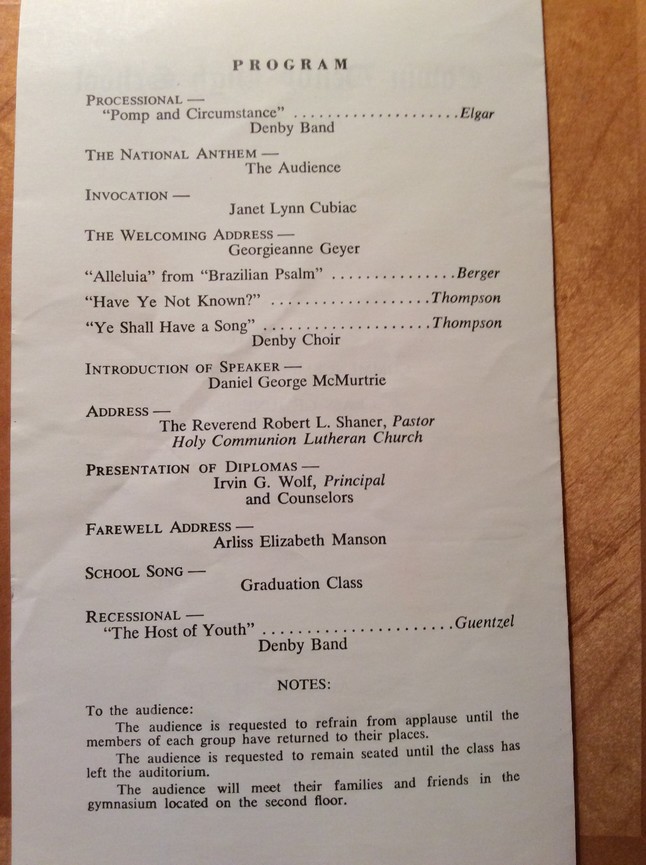 PROGRAM
PROCESSIONAL —
“Pomp and Circumstance” ....................Elgar
Denby Band
THE NATIONAL ANTHEM —
The Audience
INVOCATION —
Janet Lynn Cubiac
THE WELCOMING ADDRESS —
Georgieanne Geyer
“Alleluia” from “Brazilian Psalm” ...............Berger
“Have Ye Not Known?” ...................Thompson
“Ye Shall Have a Song” ....................Thompson
Denby Choir
INTRODUCTION OF SPEAKER —
Daniel George McMurtrie
ADDRESS —
The Reverend Robert L. Shaner, Pastor
Holy Communion Lutheran Church
PRESENTATION OF DIPLOMAS —
Irvin G. Wolf, Principal
and Counselors
FAREWELL ADDRESS —
Arliss Elizabeth Manson
SCHOOL SONG —
Graduation Class
RECESSIONAL —
“The Host of Youth” .......................Guentzel
Denby Band
NOTES:
To the audience:
The audience is requested to refrain from applause until the
members of each group have returned to their places.
The audience is requested to remain seated until the class has
left the auditorium.
The audience will meet their families and friends in the
gymnasium located on the second floor.